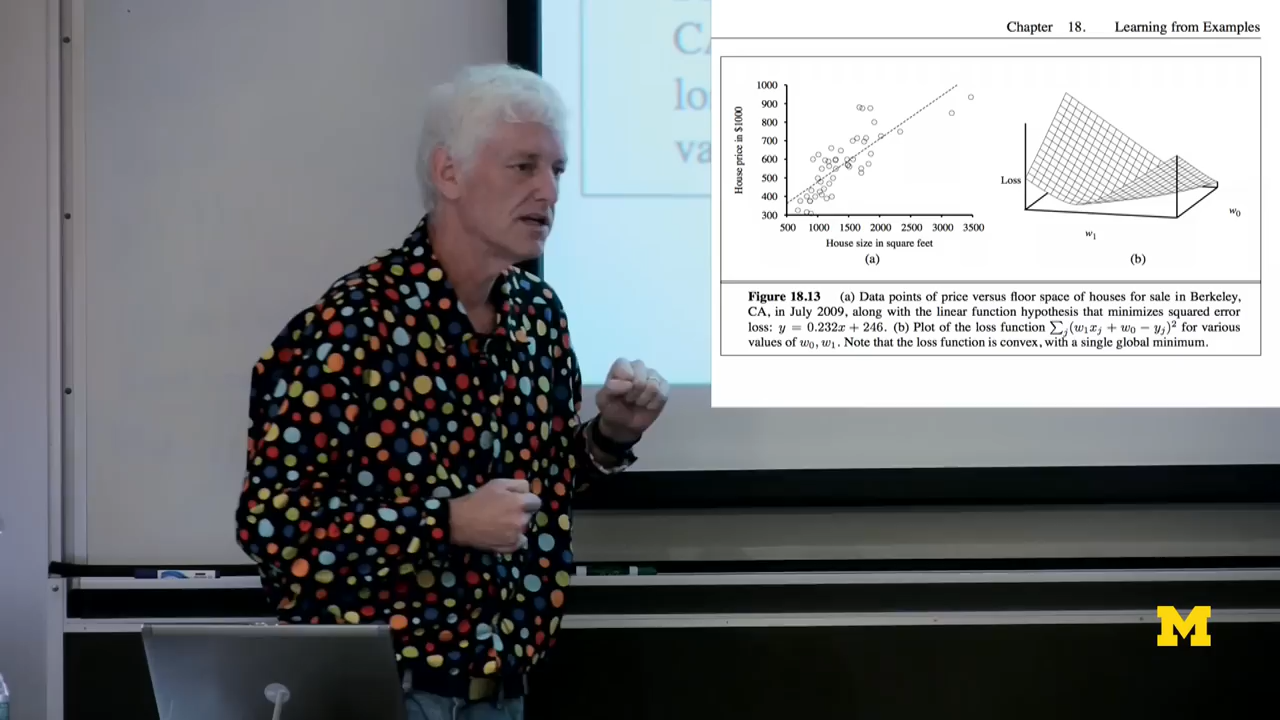 Chapter 18. Learning from Examples
House price in $1000
1000
900
800
700
600
500
400
300
500 1000 1500 2000 2500 3000 3500
House size in square feet
(a)
Loss
w₀
w₁
(b)
Figure 18.13 (a) Data points of price versus floor space of houses for sale in Berkeley,
CA, in July 2009, along with the linear function hypothesis that minimizes squared error
loss: y = 0.232x + 246. (b) Plot of the loss function ∑ⱼ(w₁xⱼ + w₀ − yⱼ)² for various
values of w₀, w₁. Note that the loss function is convex, with a single global minimum.
lo
va
M